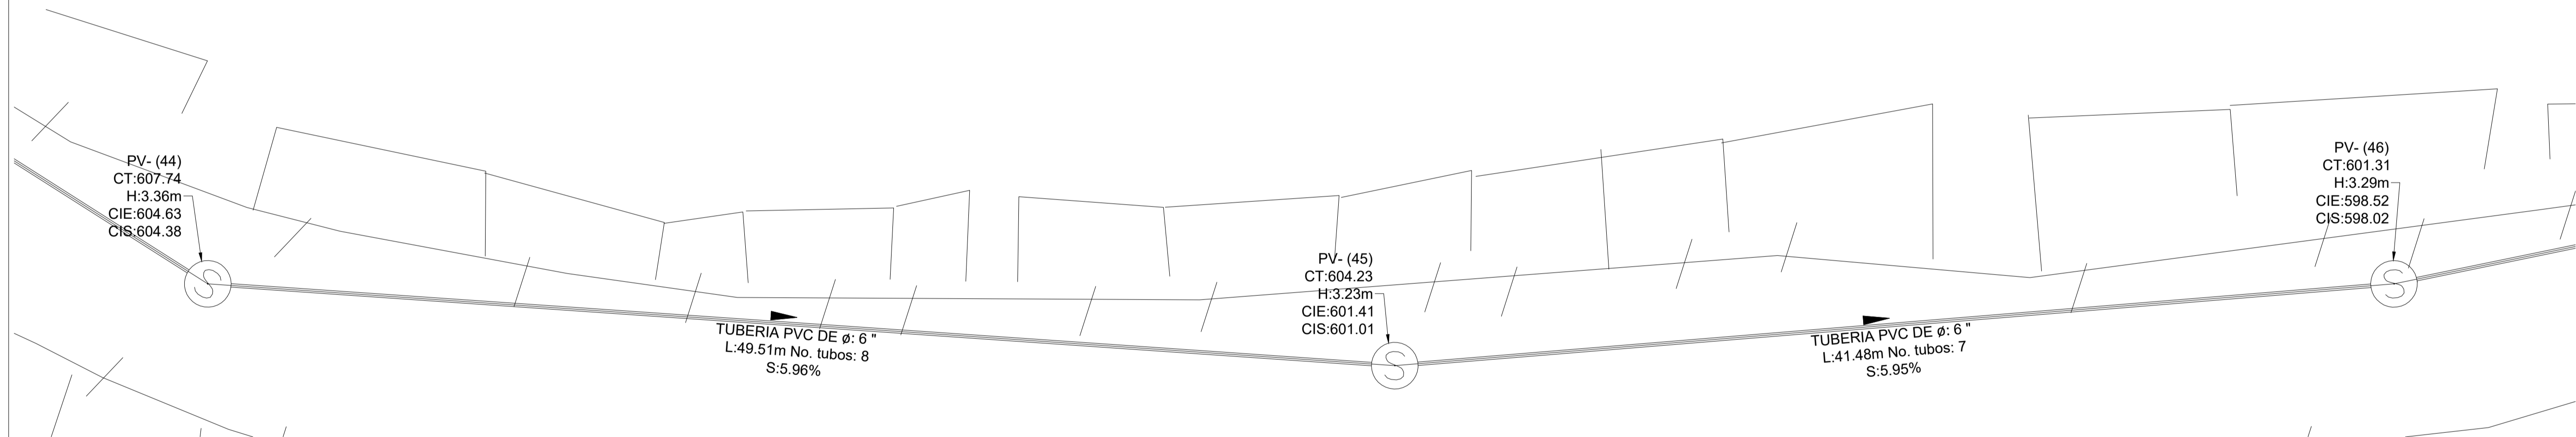 PV- (44)
CT:607.74
H:3.36m
CIE:604.63
CIS:604.38
S
TUBERIA PVC DE ø: 6 "
L:49.51m No. tubos: 8
S:5.96%
PV- (45)
CT:604.23
H:3.23m
CIE:601.41
CIS:601.01
S
TUBERIA PVC DE ø: 6 "
L:41.48m No. tubos: 7
S:5.95%
PV- (46)
CT:601.31
H:3.29m
CIE:598.52
CIS:598.02
S